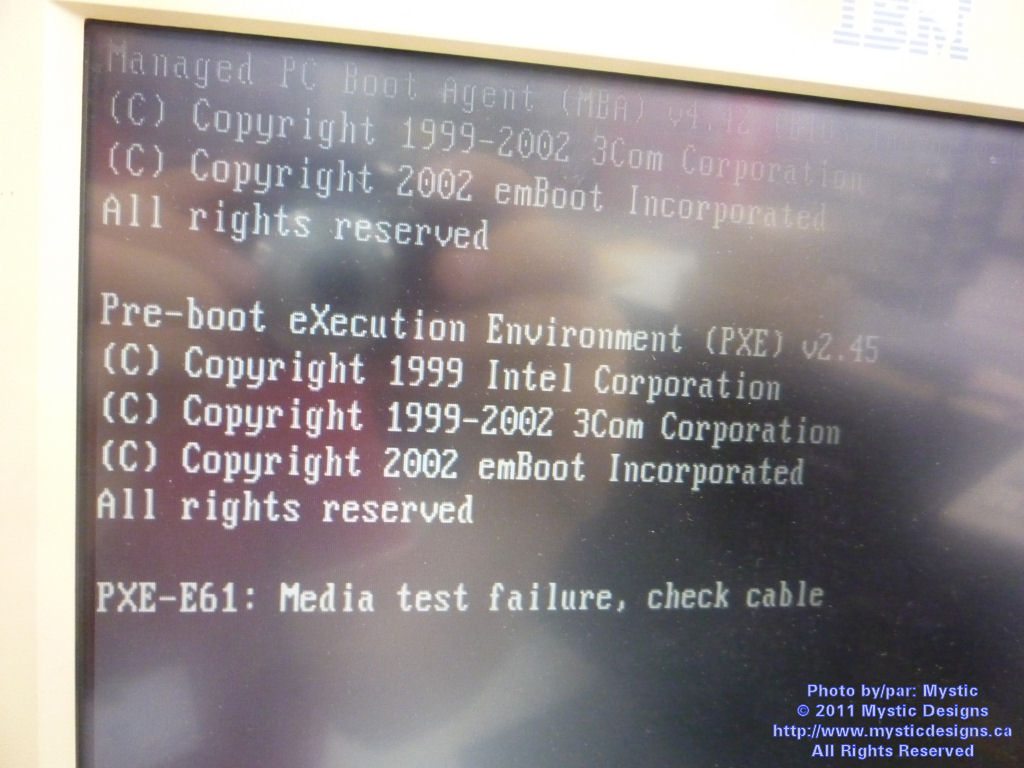 IBM
Managed PC Boot Agent (MBA) v4.42
(C) Copyright 1999-2002 3Com Corporation
(C) Copyright 2002 emBoot Incorporated
All rights reserved
Pre-boot eXecution Environment (PXE) v2.45
(C) Copyright 1999 Intel Corporation
(C) Copyright 1999-2002 3Com Corporation
(C) Copyright 2002 emBoot Incorporated
All rights reserved
PXE-E61: Media test failure, check cable
Photo by/par: Mystic
© 2011 Mystic Designs
http://www.mysticdesigns.ca
All Rights Reserved